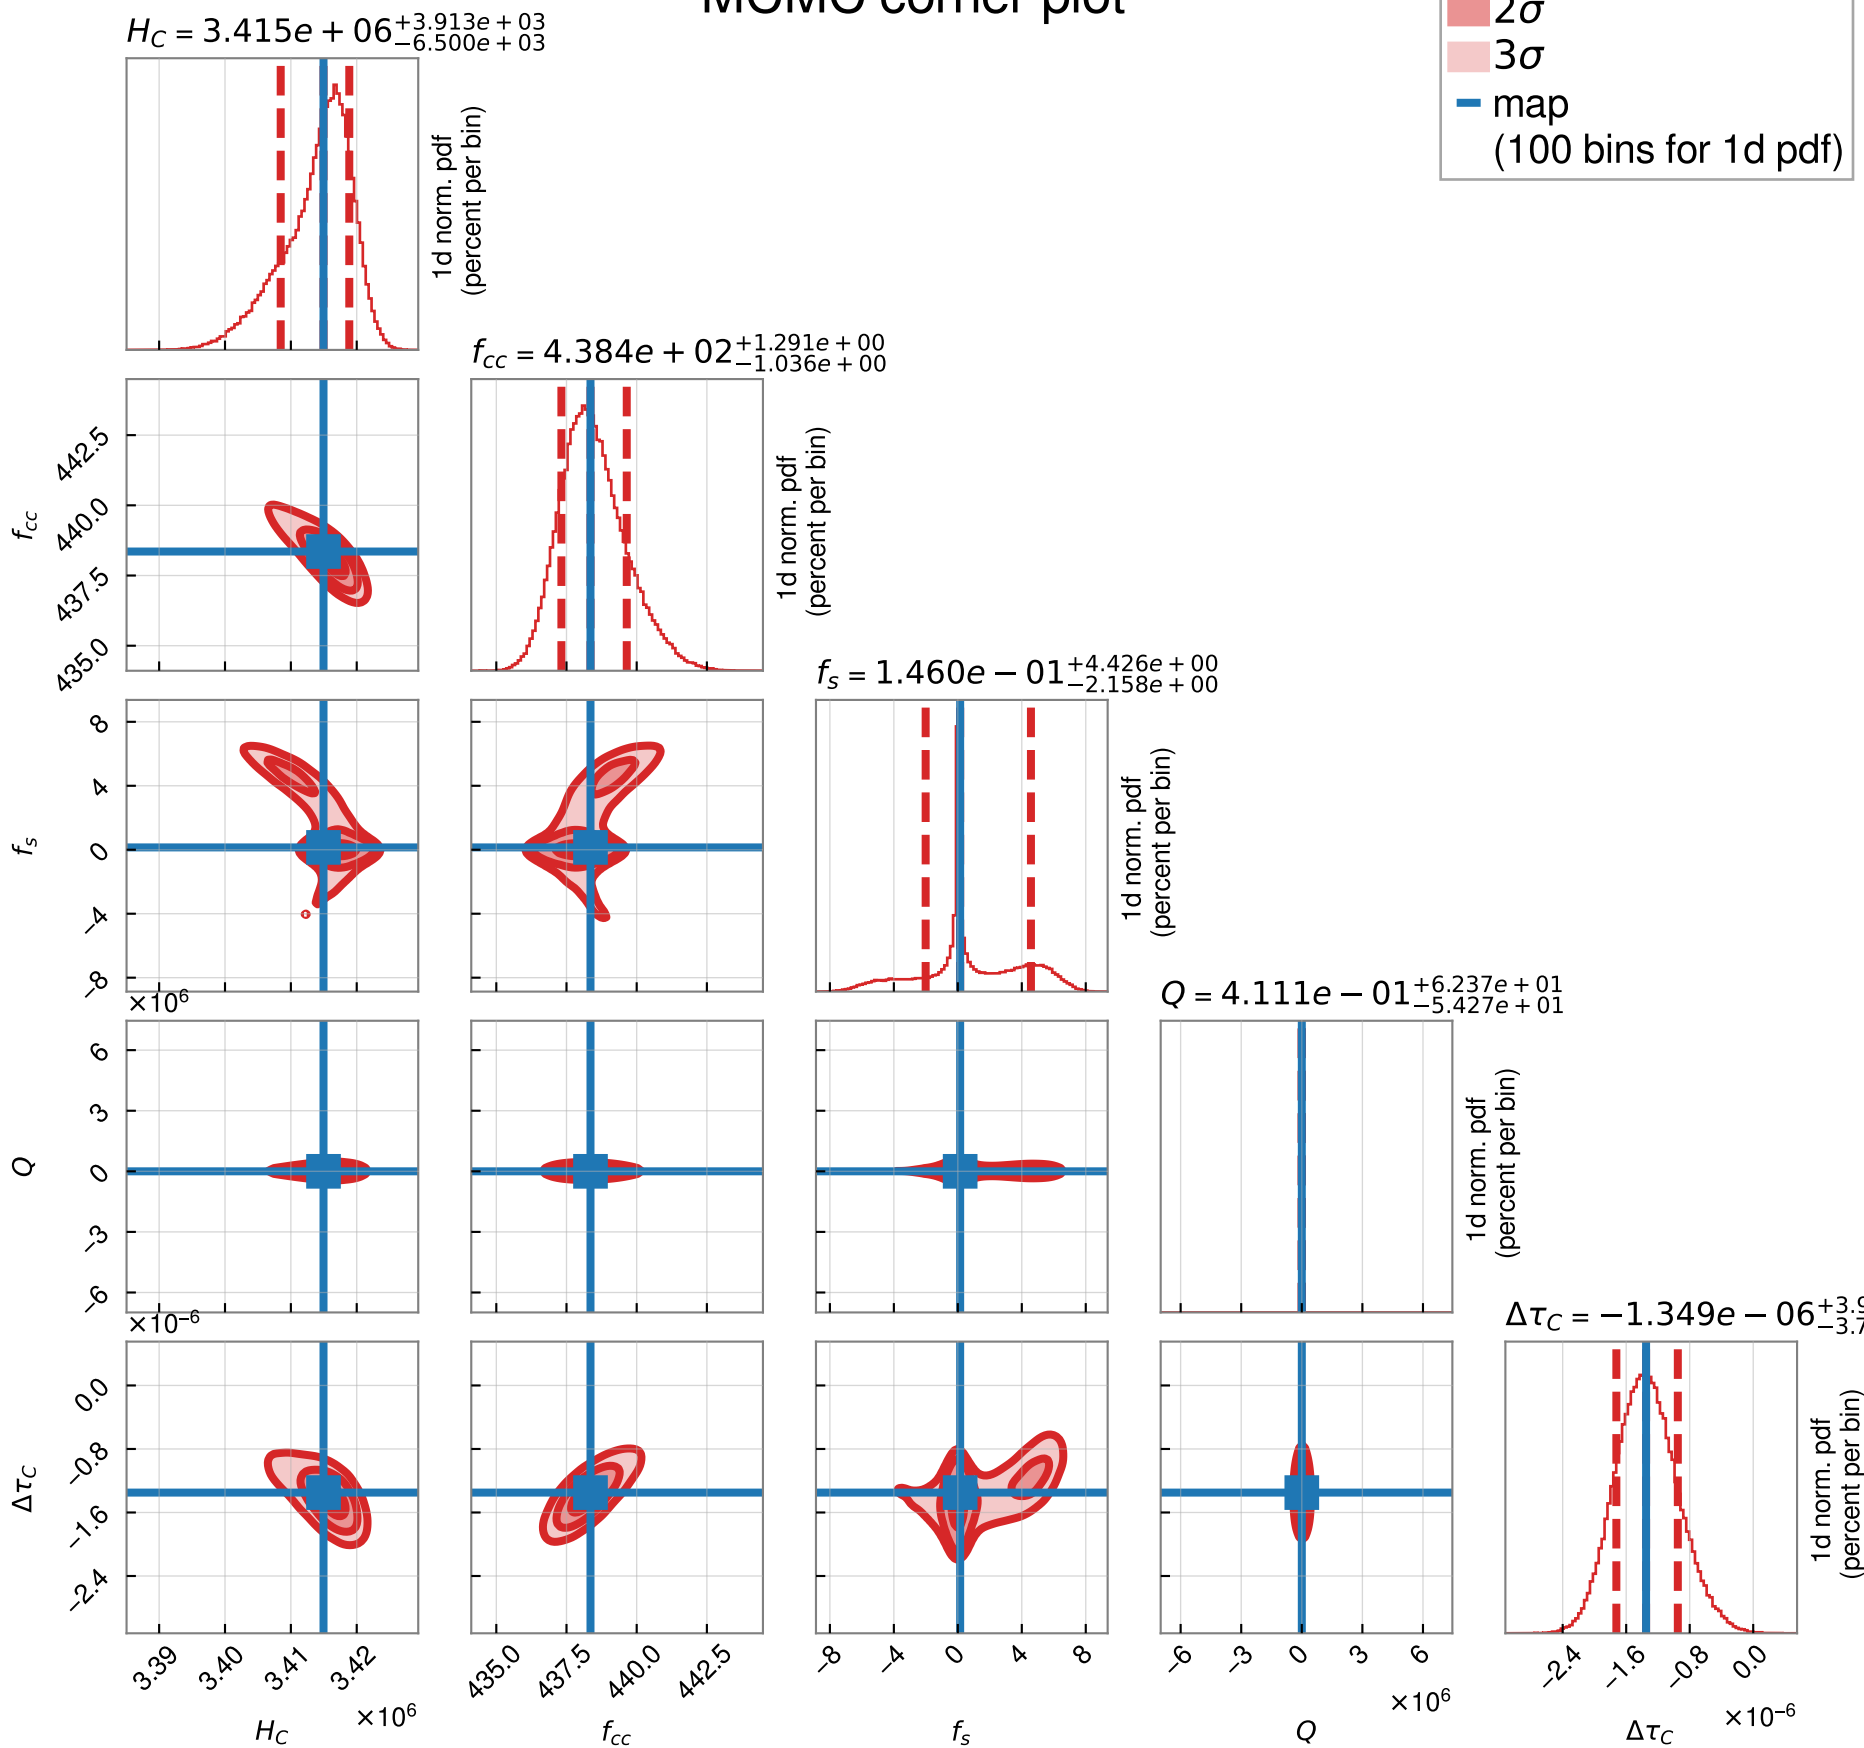 MOMO corner plot
2σ
3σ
map
(100 bins for 1d pdf)
H_C = 3.415e + 06 +3.913e + 03 −6.500e + 03
1d norm. pdf
(percent per bin)
f_cc = 4.384e + 02 +1.291e + 00 −1.036e + 00
1d norm. pdf
(percent per bin)
442.5
440.0
437.5
435.0
f_cc
f_s = 1.460e − 01 +4.426e + 00 −2.158e + 00
1d norm. pdf
(percent per bin)
8
4
0
−4
−8
f_s
Q = 4.111e − 01 +6.237e + 01 −5.427e + 01
1d norm. pdf
(percent per bin)
×10⁶
6
3
0
−3
−6
Q
Δτ_C = −1.349e − 06 +3.9 −3.7
1d norm. pdf
(percent per bin)
×10⁻⁶
0.0
−0.8
−1.6
−2.4
Δτ_C
3.39 3.40 3.41 3.42
×10⁶
H_C
435.0 437.5 440.0 442.5
f_cc
−8 −4 0 4 8
f_s
−6 −3 0 3 6
×10⁶
Q
−2.4 −1.6 −0.8 0.0
×10⁻⁶
Δτ_C